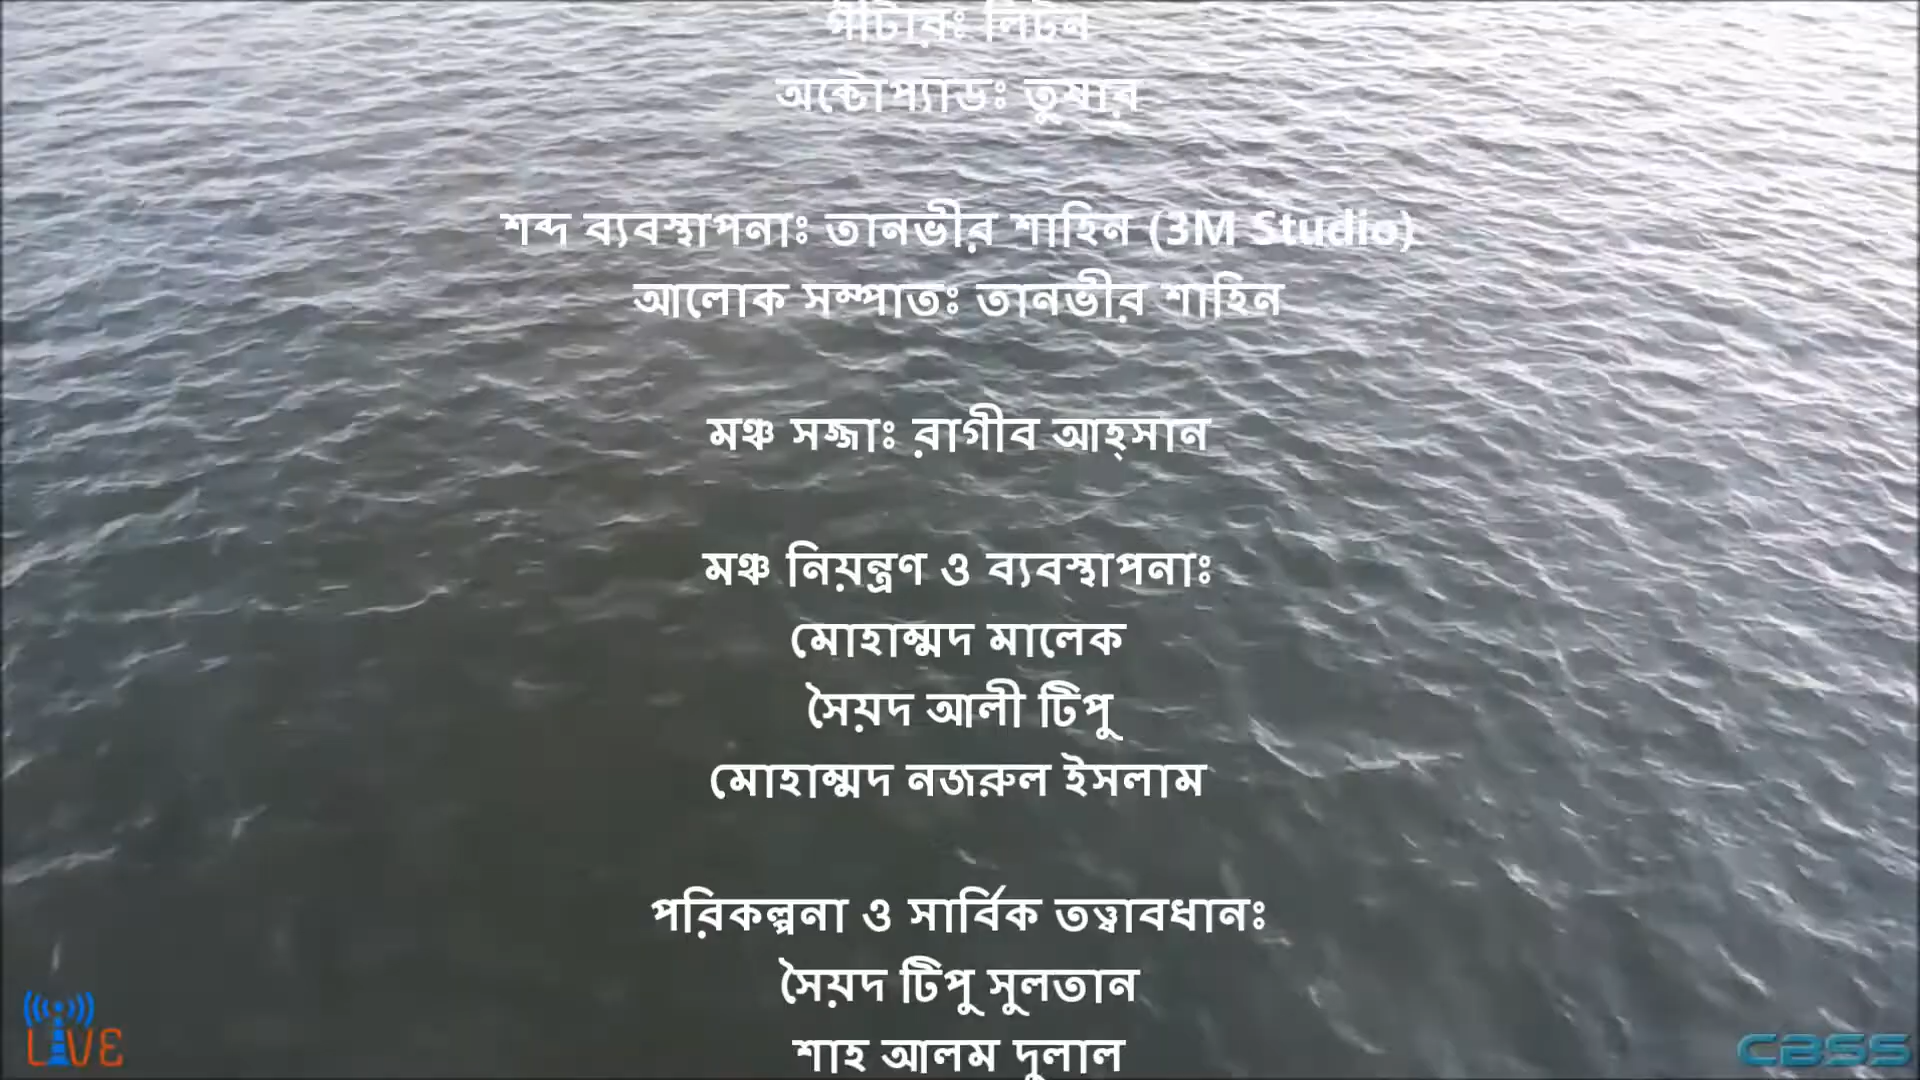 গীটারঃ লিটন
অক্টোপ্যাডঃ তুষার
শব্দ ব্যবস্থাপনাঃ তানভীর শাহিন (3M Studio)
আলোক সম্পাতঃ তানভীর শাহিন
মঞ্চ সজ্জাঃ রাগীব আহ্সান
মঞ্চ নিয়ন্ত্রণ ও ব্যবস্থাপনাঃ
মোহাম্মদ মালেক
সৈয়দ আলী টিপু
মোহাম্মদ নজরুল ইসলাম
পরিকল্পনা ও সার্বিক তত্ত্বাবধানঃ
সৈয়দ টিপু সুলতান
শাহ আলম দুলাল
LIVE
CBSS